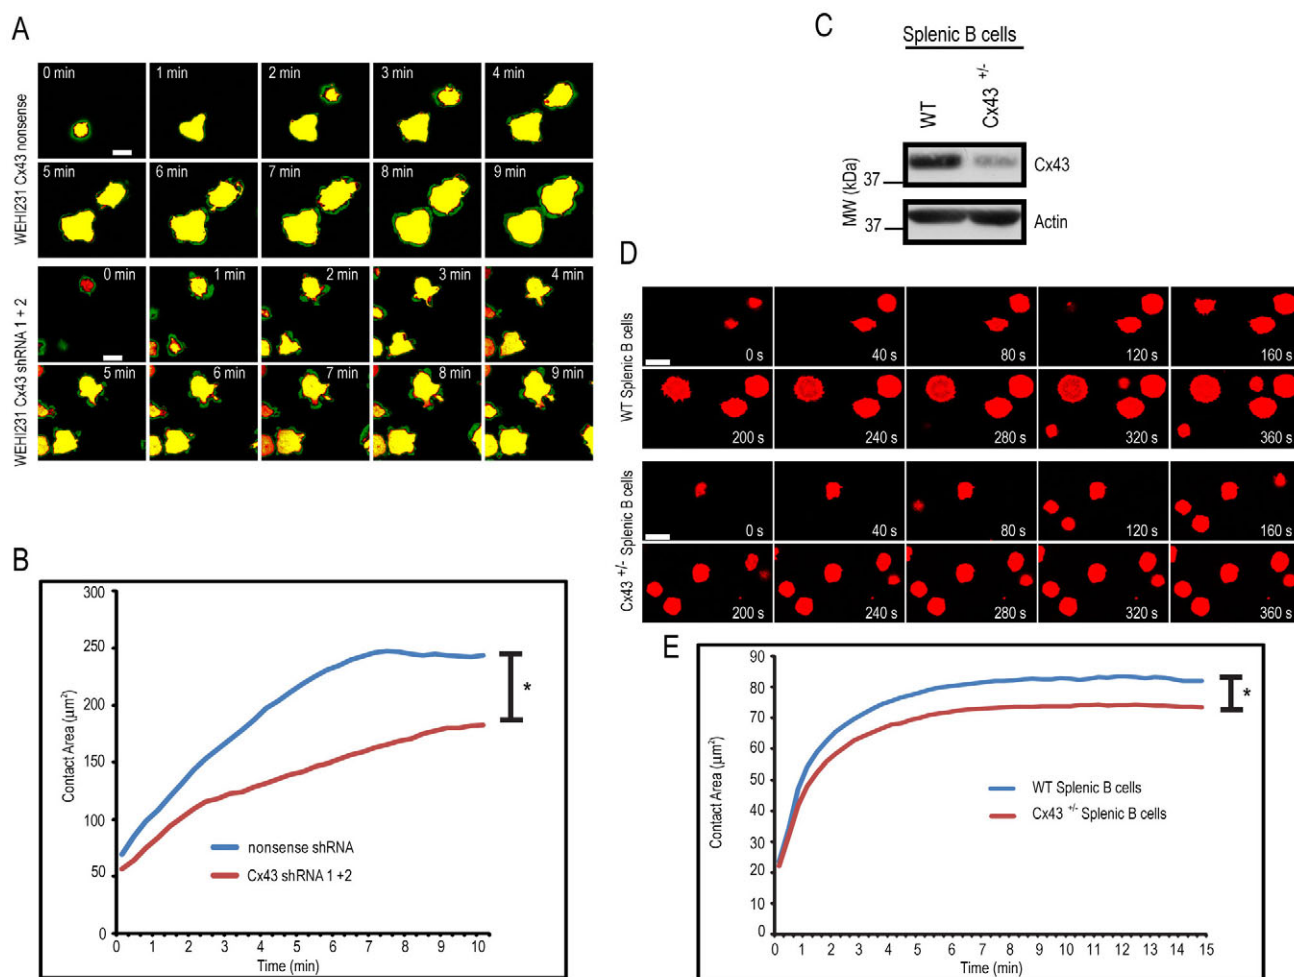 A
WEHI231 Cx43 nonsense
0 min
1 min
2 min
3 min
4 min
5 min
6 min
7 min
8 min
9 min
WEHI231 Cx43 shRNA 1 + 2
0 min
1 min
2 min
3 min
4 min
5 min
6 min
7 min
8 min
9 min
B
Contact Area (μm²)
300
250
200
150
100
50
0
0 1 2 3 4 5 6 7 8 9 10
Time (min)
nonsense shRNA
Cx43 shRNA 1 +2
*
C
Splenic B cells
WT
Cx43 +/-
MW (kDa)
37
Cx43
37
Actin
D
WT Splenic B cells
0 s
40 s
80 s
120 s
160 s
200 s
240 s
280 s
320 s
360 s
Cx43 +/- Splenic B cells
0 s
40 s
80 s
120 s
160 s
200 s
240 s
280 s
320 s
360 s
E
Contact Area (μm²)
90
80
70
60
50
40
30
20
10
0
0 1 2 3 4 5 6 7 8 9 10 11 12 13 14 15
Time (min)
WT Splenic B cells
Cx43 +/- Splenic B cells
*